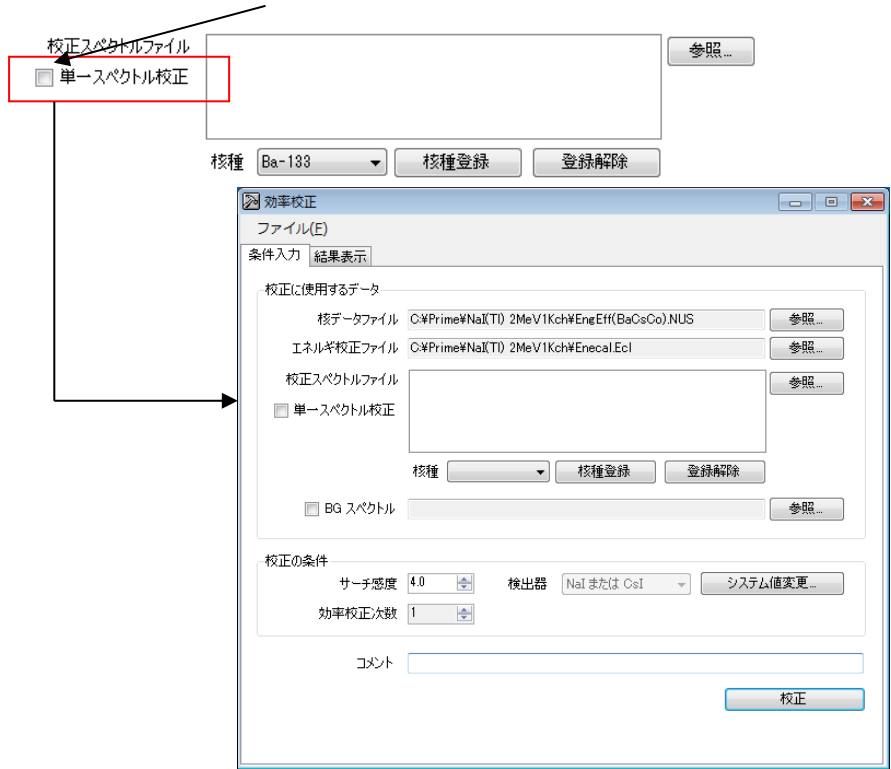 校正スペクトルファイル
参照...
単一スペクトル校正
核種 Ba-133 核種登録 登録解除
効率校正
ファイル(F)
条件入力 結果表示
校正に使用するデータ
核データファイル C:¥Prime¥NaI(Tl) 2MeV1Kch¥EngEff(BaCsCo).NUS 参照...
エネルギ校正ファイル C:¥Prime¥NaI(Tl) 2MeV1Kch¥Enecal.Ecl 参照...
校正スペクトルファイル 参照...
単一スペクトル校正
核種 核種登録 登録解除
BG スペクトル 参照...
校正の条件
サーチ感度 4.0 検出器 NaI または CsI システム値変更...
効率校正次数 1
コメント
校正